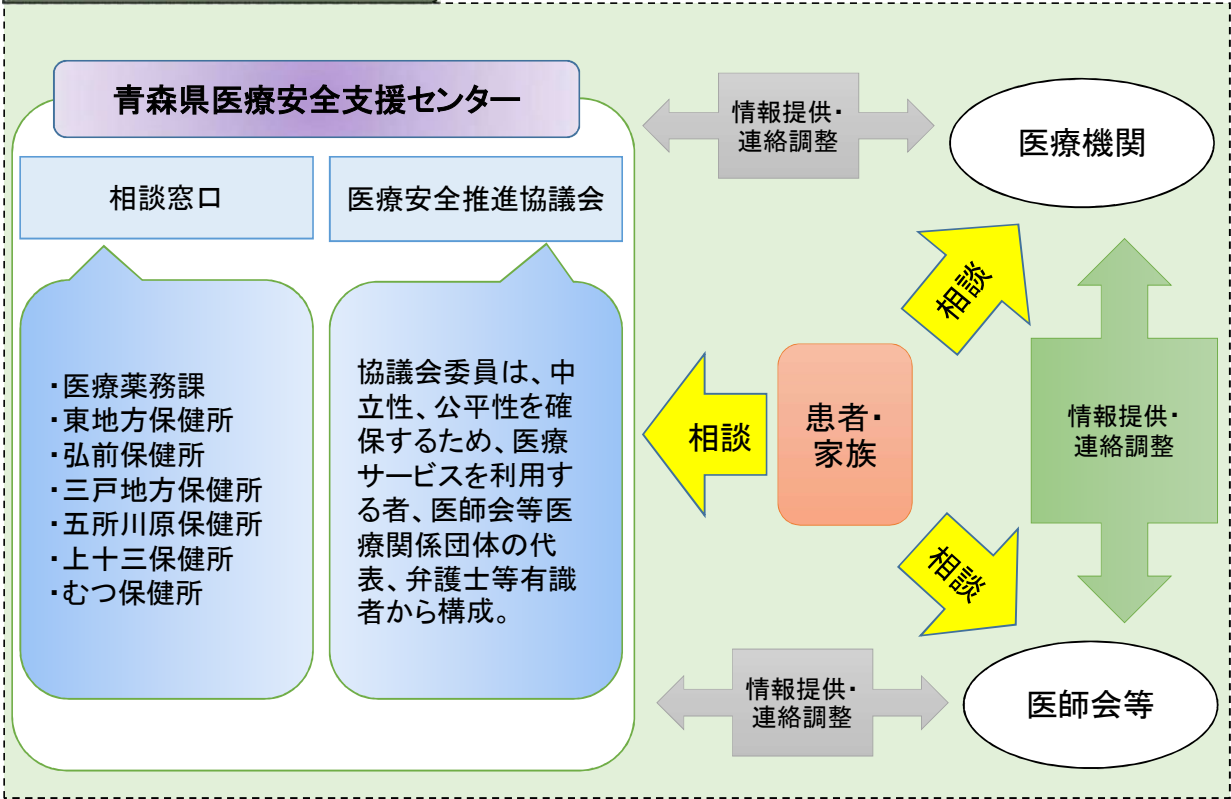 青森県医療安全支援センター
相談窓口
・医療薬務課
・東地方保健所
・弘前保健所
・三戸地方保健所
・五所川原保健所
・上十三保健所
・むつ保健所
医療安全推進協議会
協議会委員は、中
立性、公平性を確
保するため、医療
サービスを利用す
る者、医師会等医
療関係団体の代
表、弁護士等有識
者から構成。
情報提供・
連絡調整
医療機関
相談
相談
患者・
家族
情報提供・
連絡調整
相談
情報提供・
連絡調整
医師会等